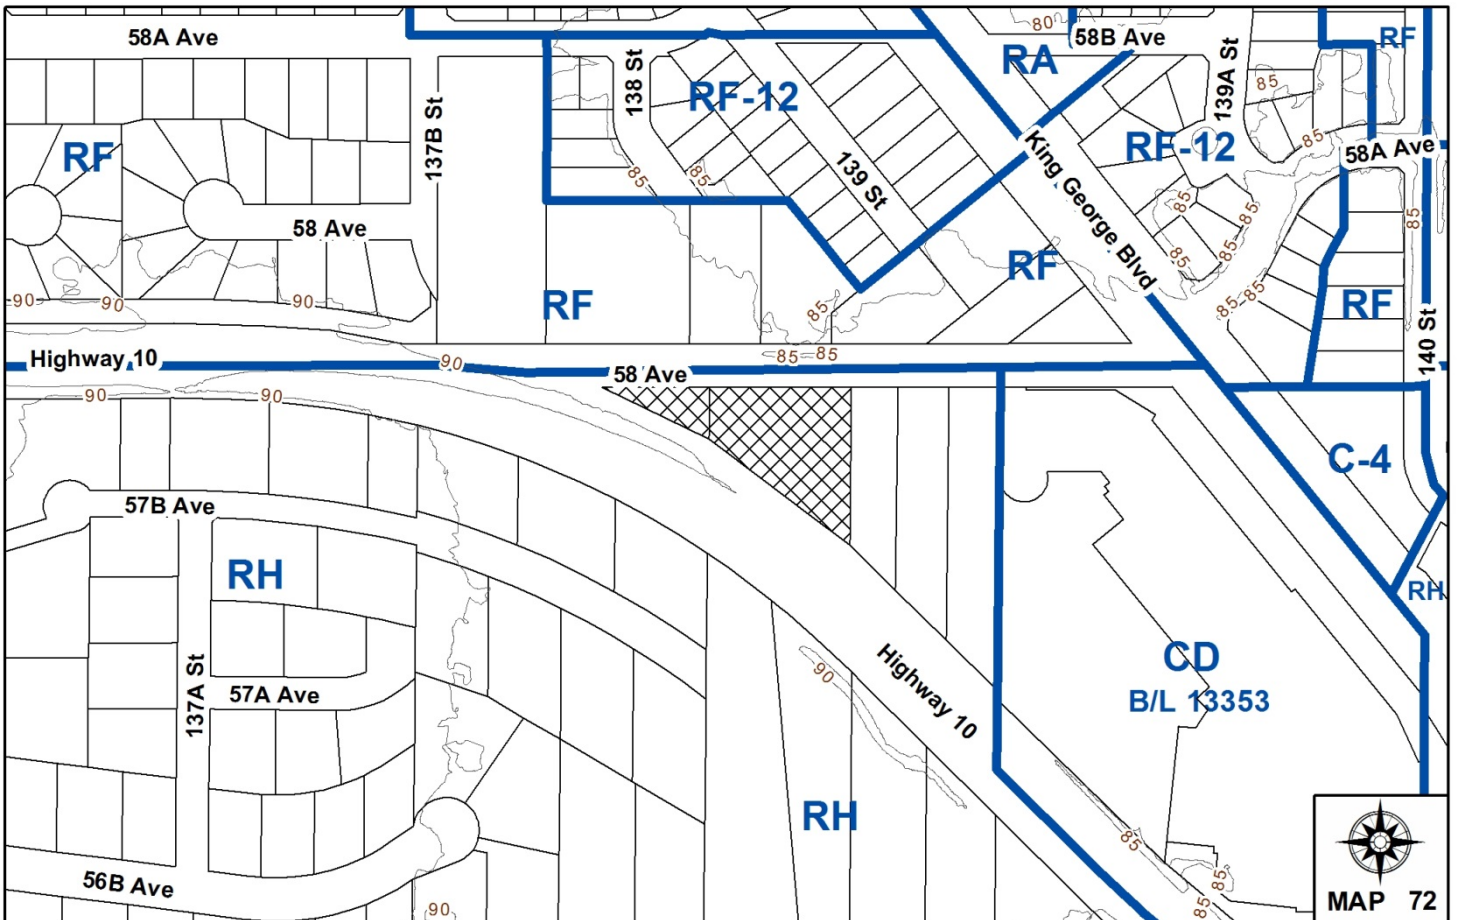 80
58A Ave
58B Ave
RF
RA
138 St
139A St
85
RF-12
137B St
RF
85
58A Ave
King George Blvd
RF-12
139 St
85
85
85
85
85
58 Ave
85
85
RF
90
90
90
RF
85
85
85
RF
140 St
Highway 10
90
85
85
58 Ave
90
90
C-4
57B Ave
RH
RH
137A St
57A Ave
90
Highway 10
CD
B/L 13353
RH
85
56B Ave
85
85
90
MAP 72